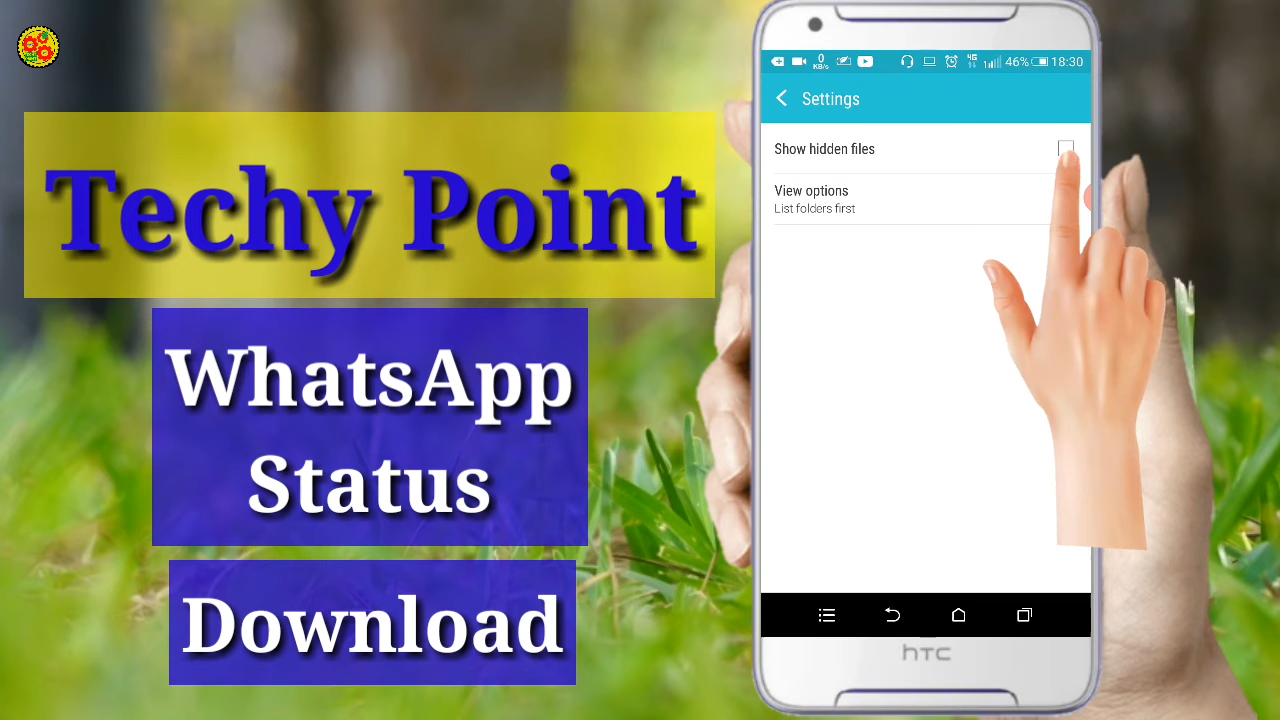 Techy Point
WhatsApp
Status
Download
0
KB/s
4G
46%
18:30
Settings
Show hidden files
View options
List folders first
hTC